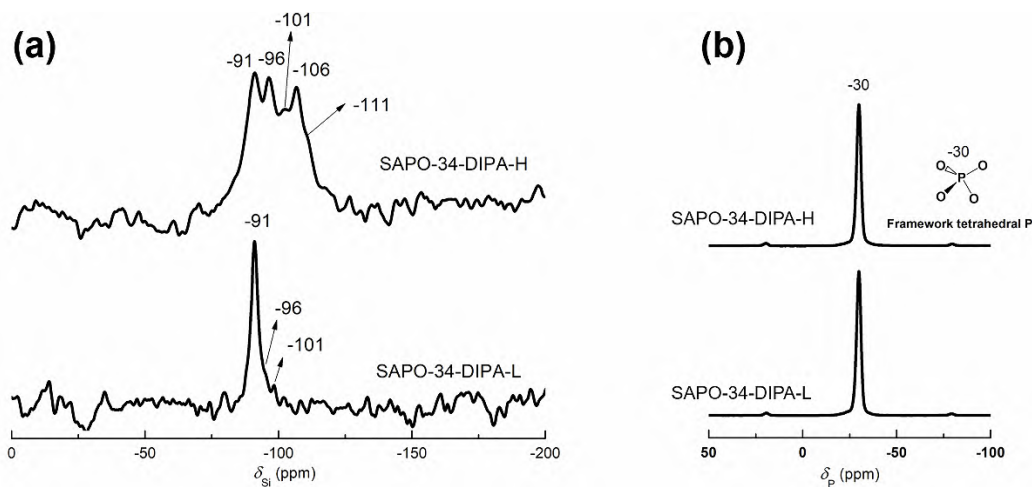 (a)
-101
-91
-96
-106
-111
SAPO-34-DIPA-H
-91
-96
-101
SAPO-34-DIPA-L
0
-50
-100
-150
-200
δSi (ppm)
(b)
-30
-30
O
O
P
O
O
Framework tetrahedral P
SAPO-34-DIPA-H
SAPO-34-DIPA-L
50
0
-50
-100
δP (ppm)